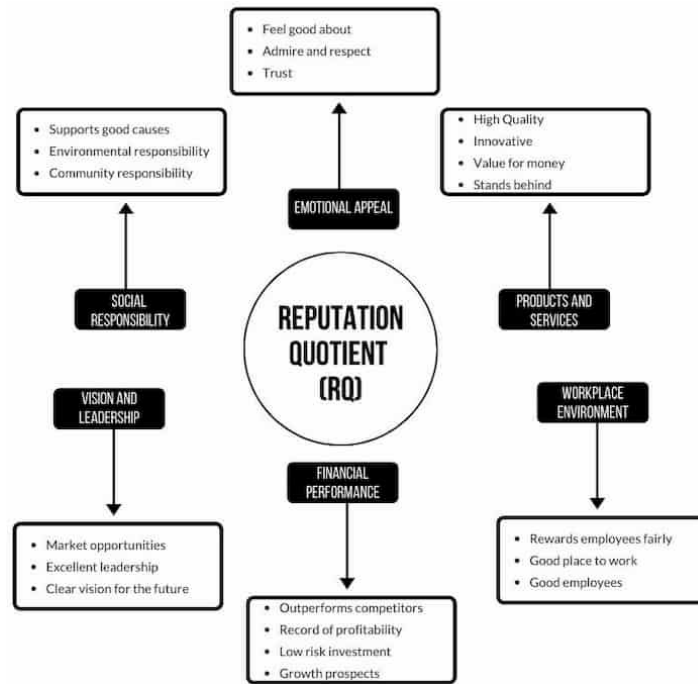 Feel good about
Admire and respect
Trust
EMOTIONAL APPEAL
Supports good causes
Environmental responsibility
Community responsibility
SOCIAL
RESPONSIBILITY
High Quality
Innovative
Value for money
Stands behind
PRODUCTS AND
SERVICES
REPUTATION
QUOTIENT
(RQ)
VISION AND
LEADERSHIP
Market opportunities
Excellent leadership
Clear vision for the future
FINANCIAL
PERFORMANCE
Outperforms competitors
Record of profitability
Low risk investment
Growth prospects
WORKPLACE
ENVIRONMENT
Rewards employees fairly
Good place to work
Good employees